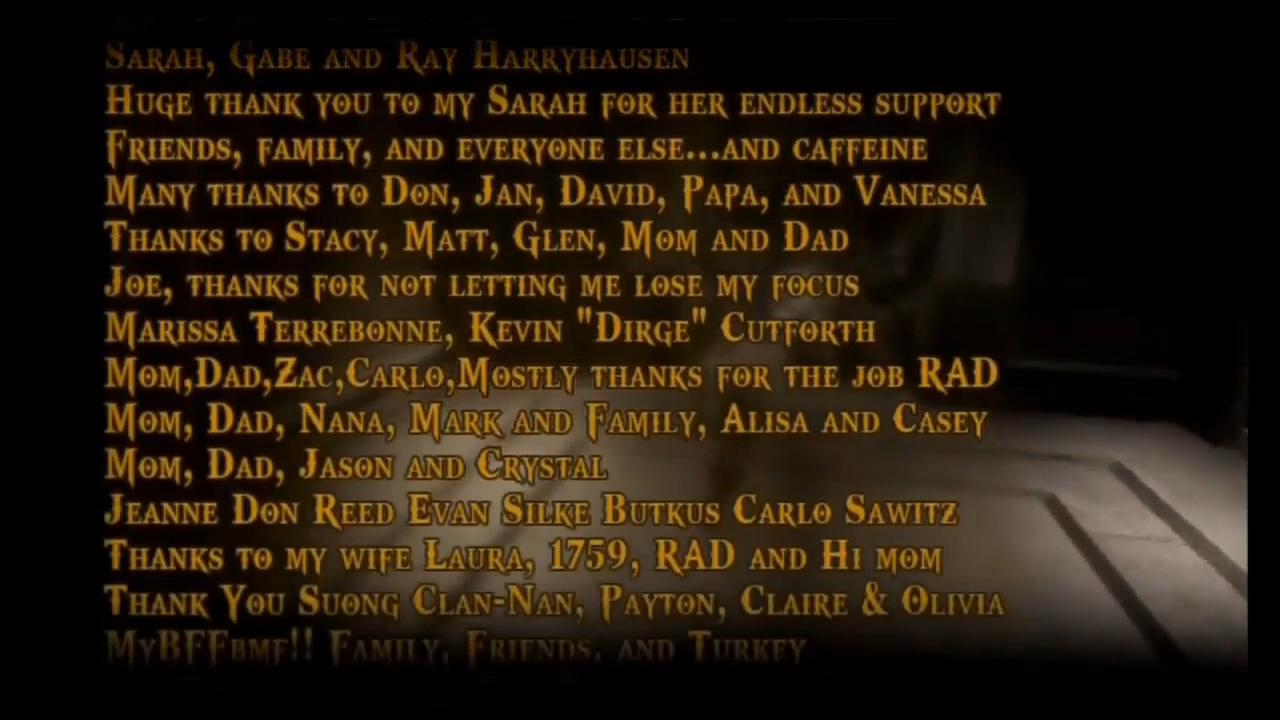 Sarah, Gabe and Ray Harryhausen
Huge thank you to my Sarah for her endless support
Friends, family, and everyone else...and caffeine
Many thanks to Don, Jan, David, Papa, and Vanessa
Thanks to Stacy, Matt, Glen, Mom and Dad
Joe, thanks for not letting me lose my focus
Marissa Terrebonne, Kevin "Dirge" Cutforth
Mom,Dad,Zac,Carlo,Mostly thanks for the job RAD
Mom, Dad, Nana, Mark and Family, Alisa and Casey
Mom, Dad, Jason and Crystal
Jeanne Don Reed Evan Silke Butkus Carlo Sawitz
Thanks to my wife Laura, 1759, RAD and Hi mom
Thank You Suong Clan-Nan, Payton, Claire & Olivia
MyBFFbmf!! Family, Friends, and Turkey